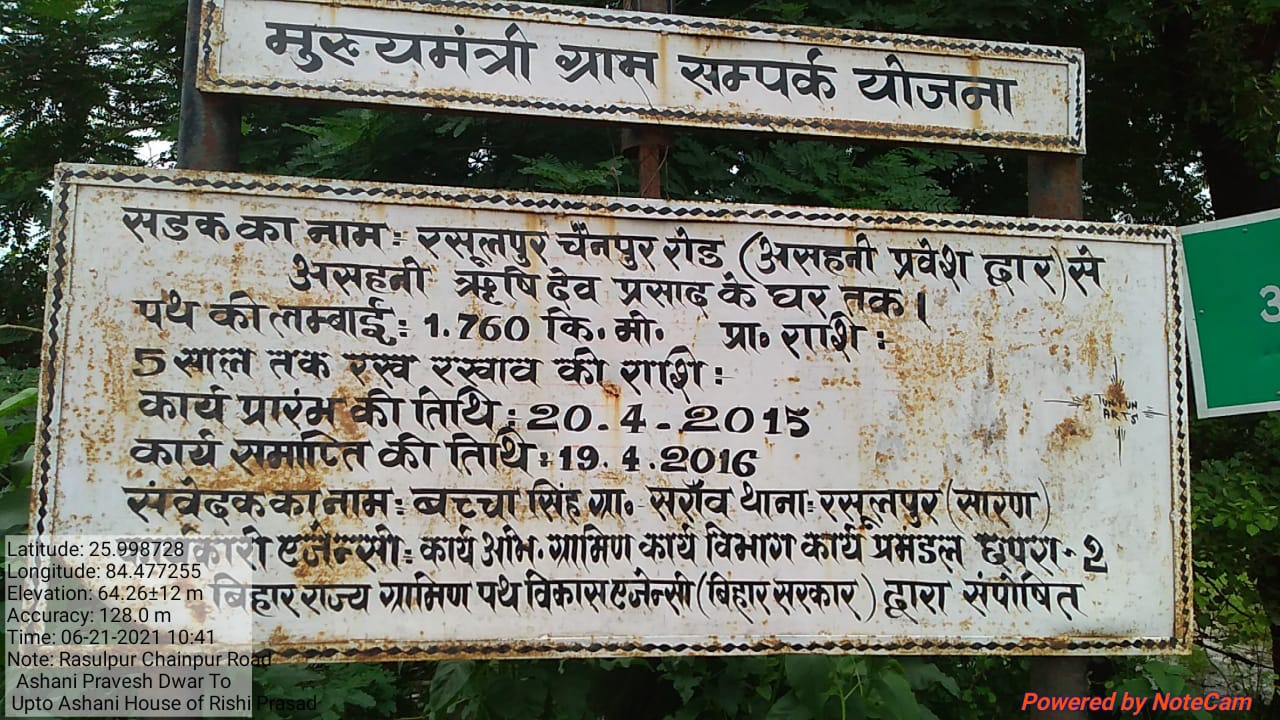 मुख्यमंत्री ग्राम सम्पर्क योजना
सडक का नाम: रसूलपुर चैनपुर रोड (असहनी प्रवेश द्वार) से
असहनी ऋषि देव प्रसाद के घर तक।
पथ की लम्बाई: 1.760 कि. मी. प्रा. राशि:
5 साल तक रख रखाव की राशि:
कार्य प्रारंम की तिथि: 20.4.2015
कार्य समाप्ति की तिथि: 19.4.2016
संवेदक का नाम: बच्चा सिंह ग्रा. सराँव थाना: रसूलपुर (सारण)
एजेन्सी: कार्य अभि. ग्रामिण कार्य विभाग कार्य प्रमडल छपरा-2
बिहार राज्य ग्रामिण पथ विकास एजेन्सी (बिहार सरकार) द्वारा संपोषित
TUNTUN
ARTS
3
Latitude: 25.998728
Longitude: 84.477255
Elevation: 64.26±12 m
Accuracy: 128.0 m
Time: 06-21-2021 10:41
Note: Rasulpur Chainpur Road
Ashani Pravesh Dwar To
Upto Ashani House of Rishi Prasad
Powered by NoteCam